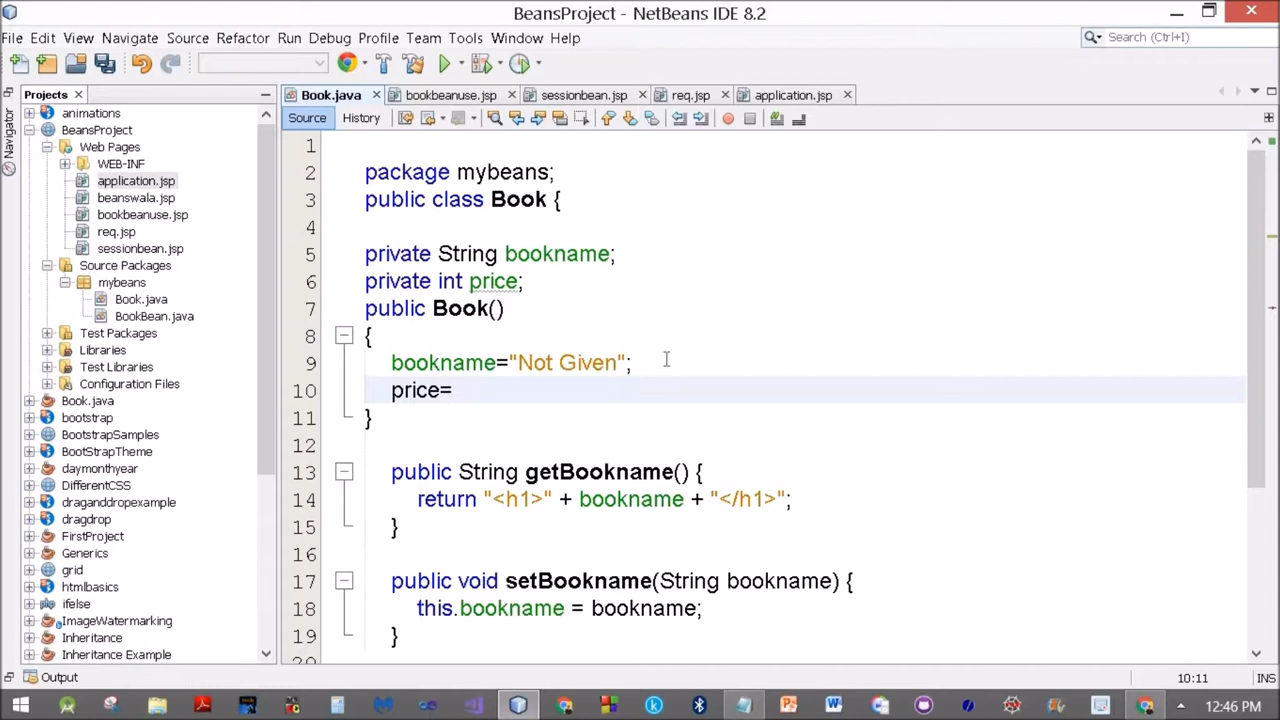 BeansProject - NetBeans IDE 8.2
File Edit View Navigate Source Refactor Run Debug Profile Team Tools Window Help
Search (Ctrl+I)
Projects
Navigator
animations
BeansProject
Web Pages
WEB-INF
application.jsp
beanswala.jsp
bookbeanuse.jsp
req.jsp
sessionbean.jsp
Source Packages
mybeans
Book.java
BookBean.java
Test Packages
Libraries
Test Libraries
Configuration Files
Book.java
bootstrap
BootstrapSamples
BootStrapTheme
daymonthyear
DifferentCSS
draganddropexample
dragdrop
FirstProject
Generics
grid
htmlbasics
ifelse
ImageWatermarking
Inheritance
Inheritance Example
Book.java bookbeanuse.jsp sessionbean.jsp req.jsp application.jsp
Source History
1
2 package mybeans;
3 public class Book {
4
5 private String bookname;
6 private int price;
7 public Book()
8 {
9 bookname="Not Given";
10 price=
11 }
12
13 public String getBookname() {
14 return "<h1>" + bookname + "</h1>";
15 }
16
17 public void setBookname(String bookname) {
18 this.bookname = bookname;
19 }
20
Output
10:11 INS
12:46 PM